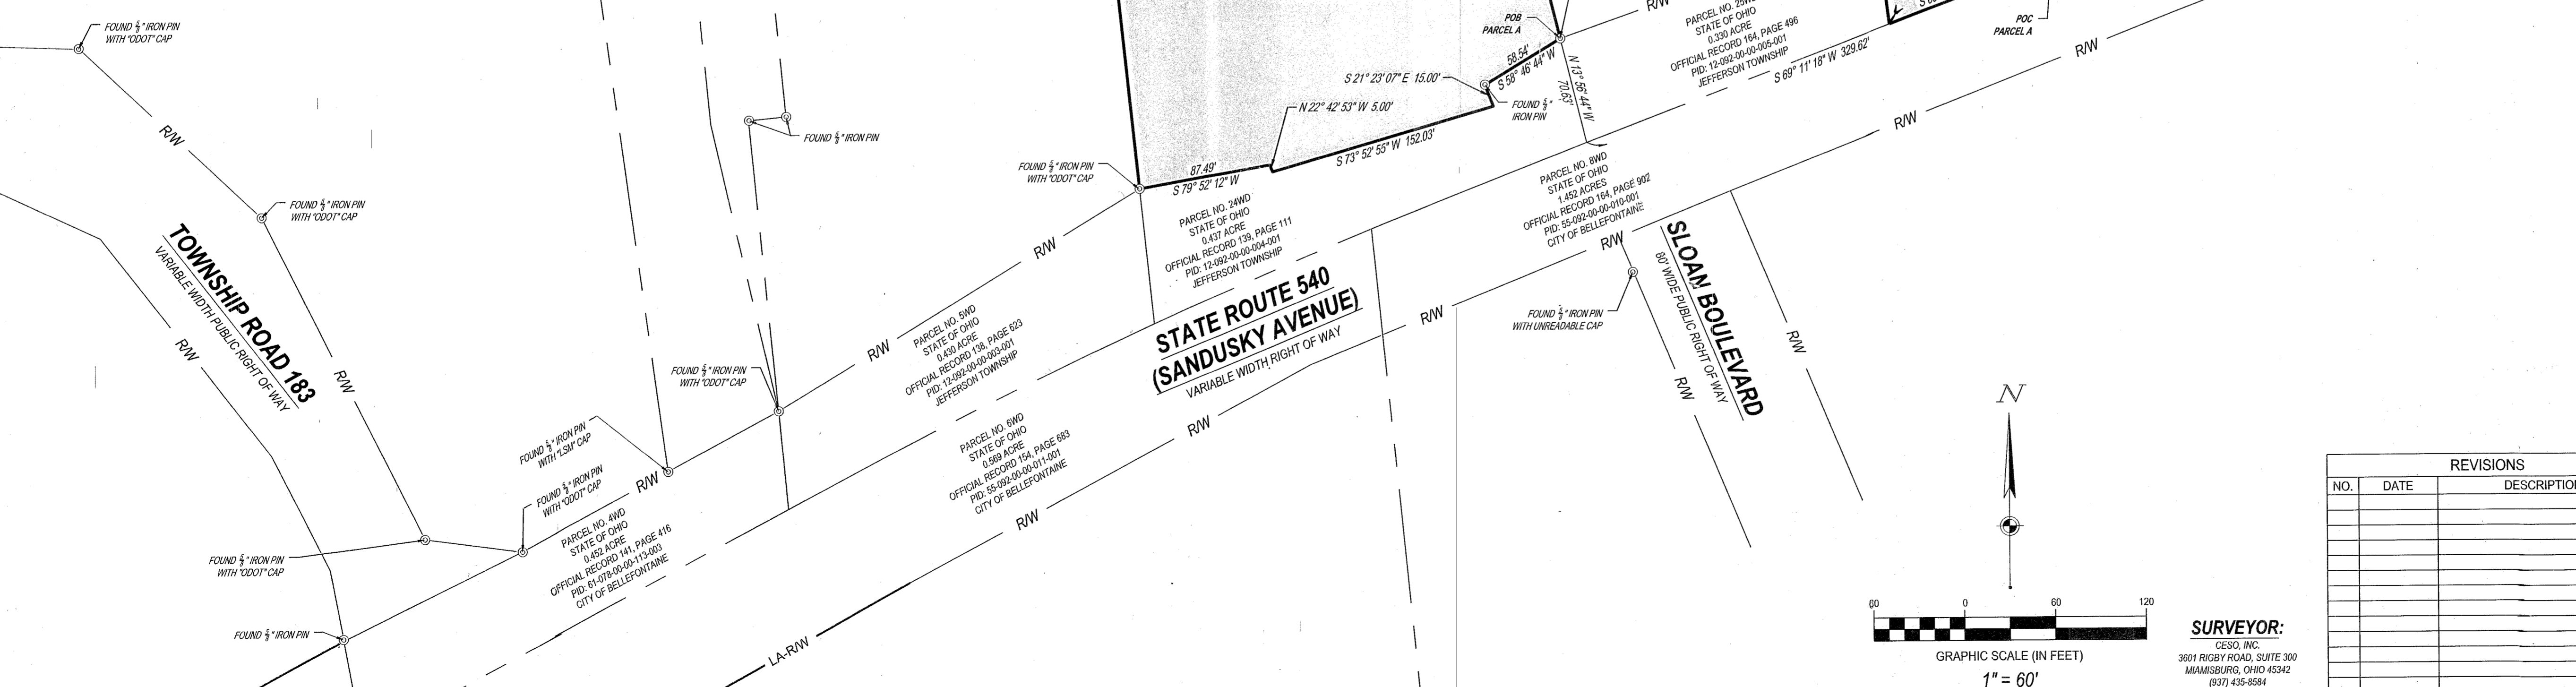 FOUND 5/8" IRON PIN
WITH "ODOT" CAP
R/W
FOUND 5/8" IRON PIN
WITH "ODOT" CAP
TOWNSHIP ROAD 183
VARIABLE WIDTH PUBLIC RIGHT OF WAY
R/W
R/W
FOUND 5/8" IRON PIN
WITH "ODOT" CAP
FOUND 5/8" IRON PIN
FOUND 5/8" IRON PIN
FOUND 5/8" IRON PIN
WITH "ODOT" CAP
FOUND 5/8" IRON PIN
WITH "LSM" CAP
FOUND 5/8" IRON PIN
WITH "ODOT" CAP
R/W
PARCEL NO. 4WD
STATE OF OHIO
0.452 ACRE
OFFICIAL RECORD 141, PAGE 416
PID: 61-078-00-00-113-003
CITY OF BELLEFONTAINE
LA-R/W
R/W
PARCEL NO. 5WD
STATE OF OHIO
0.430 ACRE
OFFICIAL RECORD 138, PAGE 623
PID: 12-092-00-00-003-001
JEFFERSON TOWNSHIP
PARCEL NO. 6WD
STATE OF OHIO
0.569 ACRE
OFFICIAL RECORD 154, PAGE 683
PID: 55-092-00-00-011-001
CITY OF BELLEFONTAINE
R/W
R/W
FOUND 5/8" IRON PIN
WITH "ODOT" CAP
87.49'
S 79° 52' 12" W
N 22° 42' 53" W 5.00'
S 73° 52' 55" W 152.03'
S 21° 23' 07" E 15.00'
58.54'
S 58° 46' 44" W
POB
PARCEL A
FOUND 5/8"
IRON PIN
N 13° 56' 44" W
70.63'
PARCEL NO. 24WD
STATE OF OHIO
0.437 ACRE
OFFICIAL RECORD 139, PAGE 111
PID: 12-092-00-00-004-001
JEFFERSON TOWNSHIP
STATE ROUTE 540
(SANDUSKY AVENUE)
VARIABLE WIDTH RIGHT OF WAY
R/W
R/W
R/W
PARCEL NO. 25WD
STATE OF OHIO
0.330 ACRE
OFFICIAL RECORD 164, PAGE 496
PID: 12-092-00-00-005-001
JEFFERSON TOWNSHIP
S 69° 11' 18" W 329.62'
POC
PARCEL A
R/W
R/W
PARCEL NO. 8WD
STATE OF OHIO
1.452 ACRES
OFFICIAL RECORD 164, PAGE 902
PID: 55-092-00-00-010-001
CITY OF BELLEFONTAINE
R/W
FOUND 5/8" IRON PIN
WITH UNREADABLE CAP
SLOAN BOULEVARD
80' WIDE PUBLIC RIGHT OF WAY
R/W
R/W
N
60 0 60 120
GRAPHIC SCALE (IN FEET)
1" = 60'
SURVEYOR:
CESO, INC.
3601 RIGBY ROAD, SUITE 300
MIAMISBURG, OHIO 45342
(937) 435-8584
REVISIONS
NO. DATE DESCRIPTIO